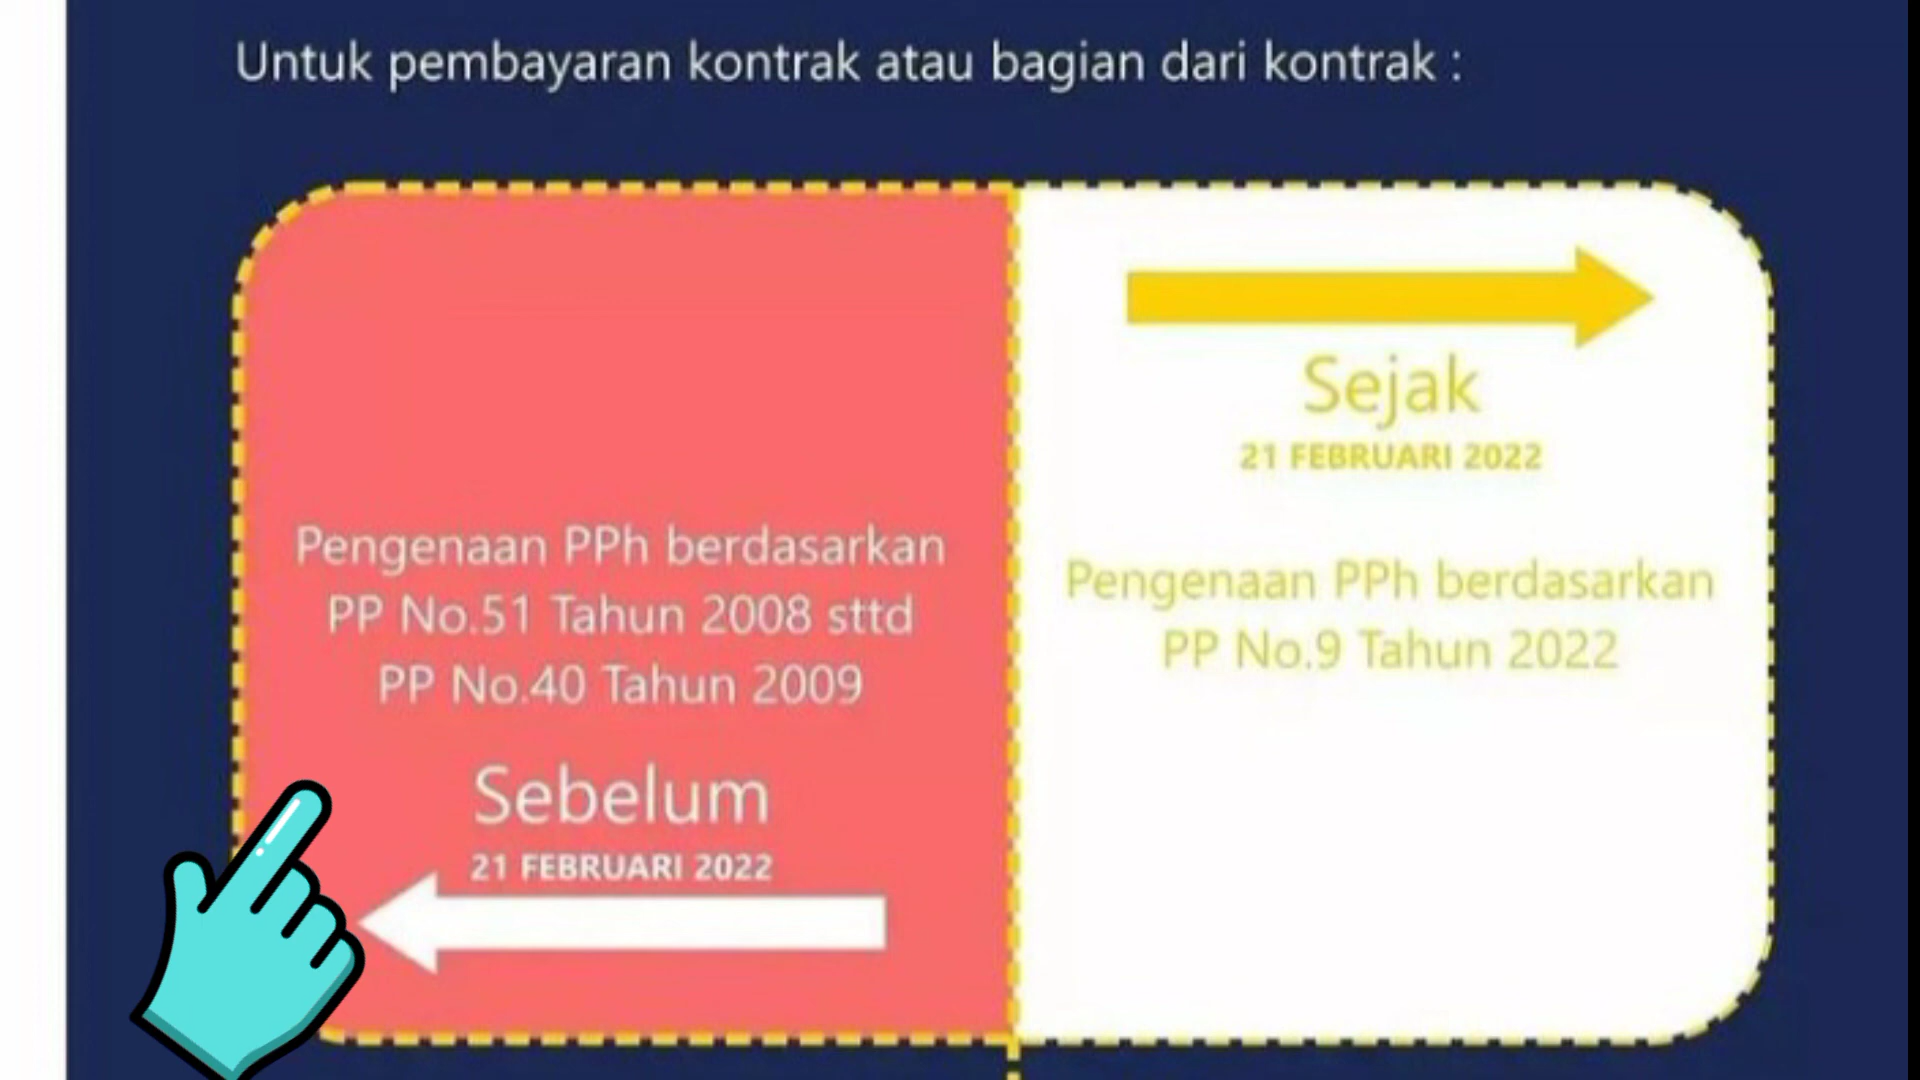 Untuk pembayaran kontrak atau bagian dari kontrak :
Pengenaan PPh berdasarkan
PP No.51 Tahun 2008 sttd
PP No.40 Tahun 2009
Sebelum
21 FEBRUARI 2022
Sejak
21 FEBRUARI 2022
Pengenaan PPh berdasarkan
PP No.9 Tahun 2022